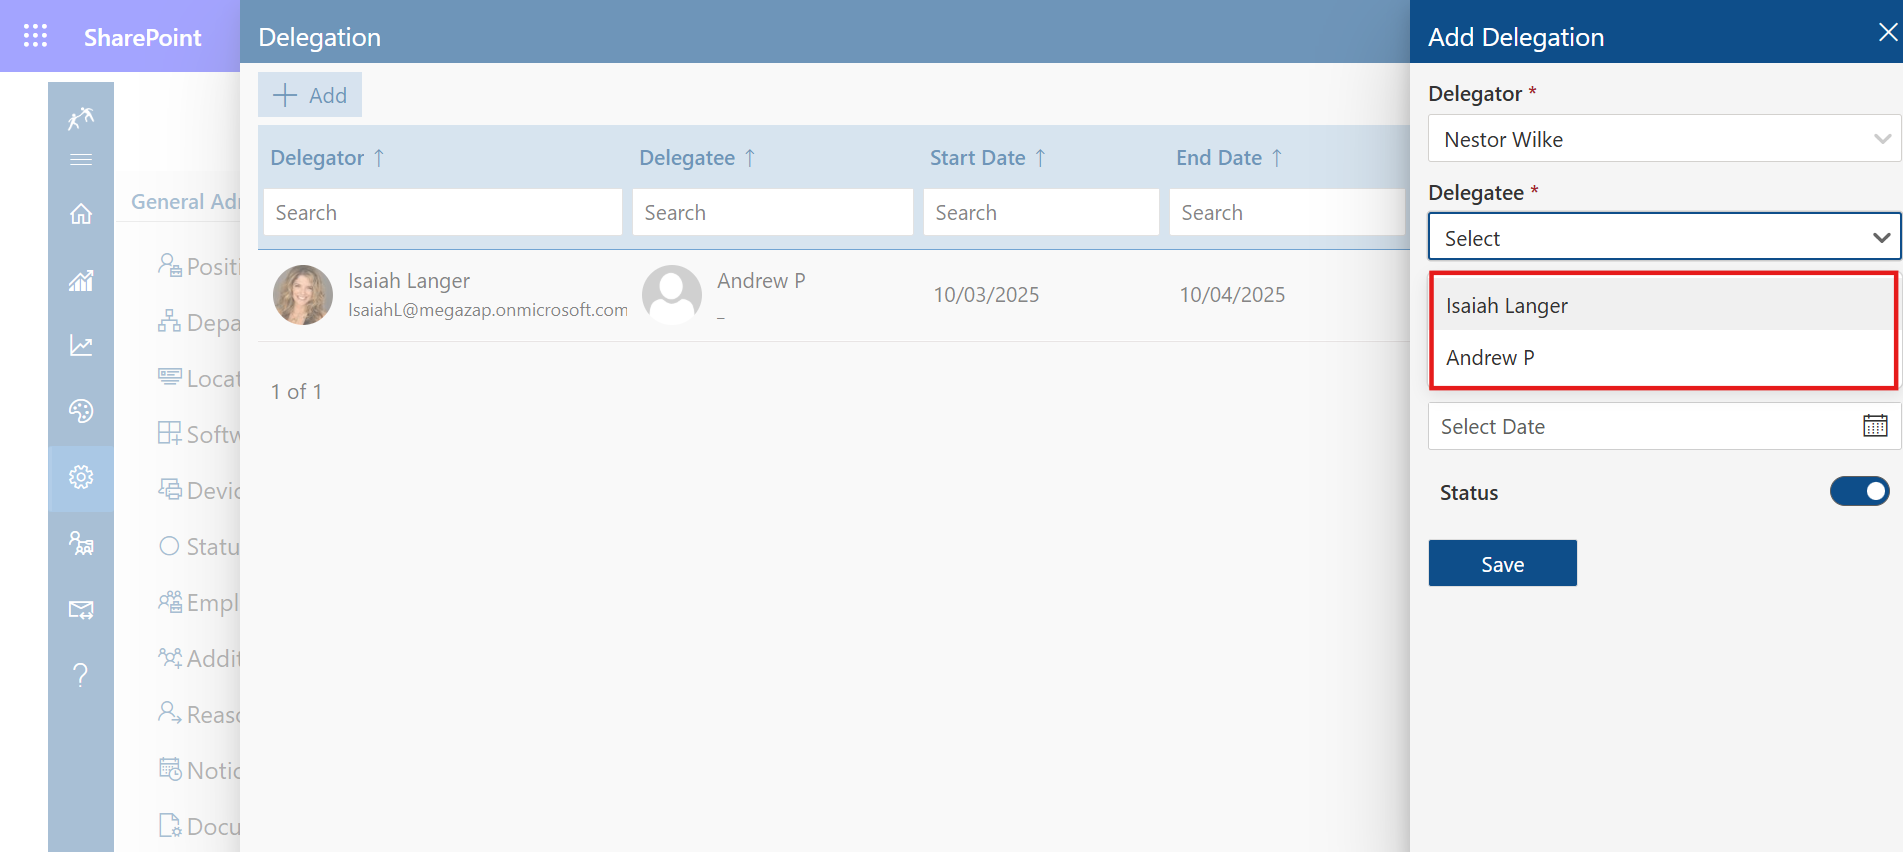 SharePoint
Delegation
Add Delegation
Add
Delegator *
Nestor Wilke
Delegatee *
Select
Isaiah Langer
Andrew P
Select Date
Status
Save
Delegator ↑
Delegatee ↑
Start Date ↑
End Date ↑
Search
Search
Search
Search
Isaiah Langer
IsaiahL@megazap.onmicrosoft.com
Andrew P
_
10/03/2025
10/04/2025
1 of 1
General Adr
Positi
Depa
Locat
Softw
Devic
Statu
Empl
Addit
Reaso
Notic
Docu